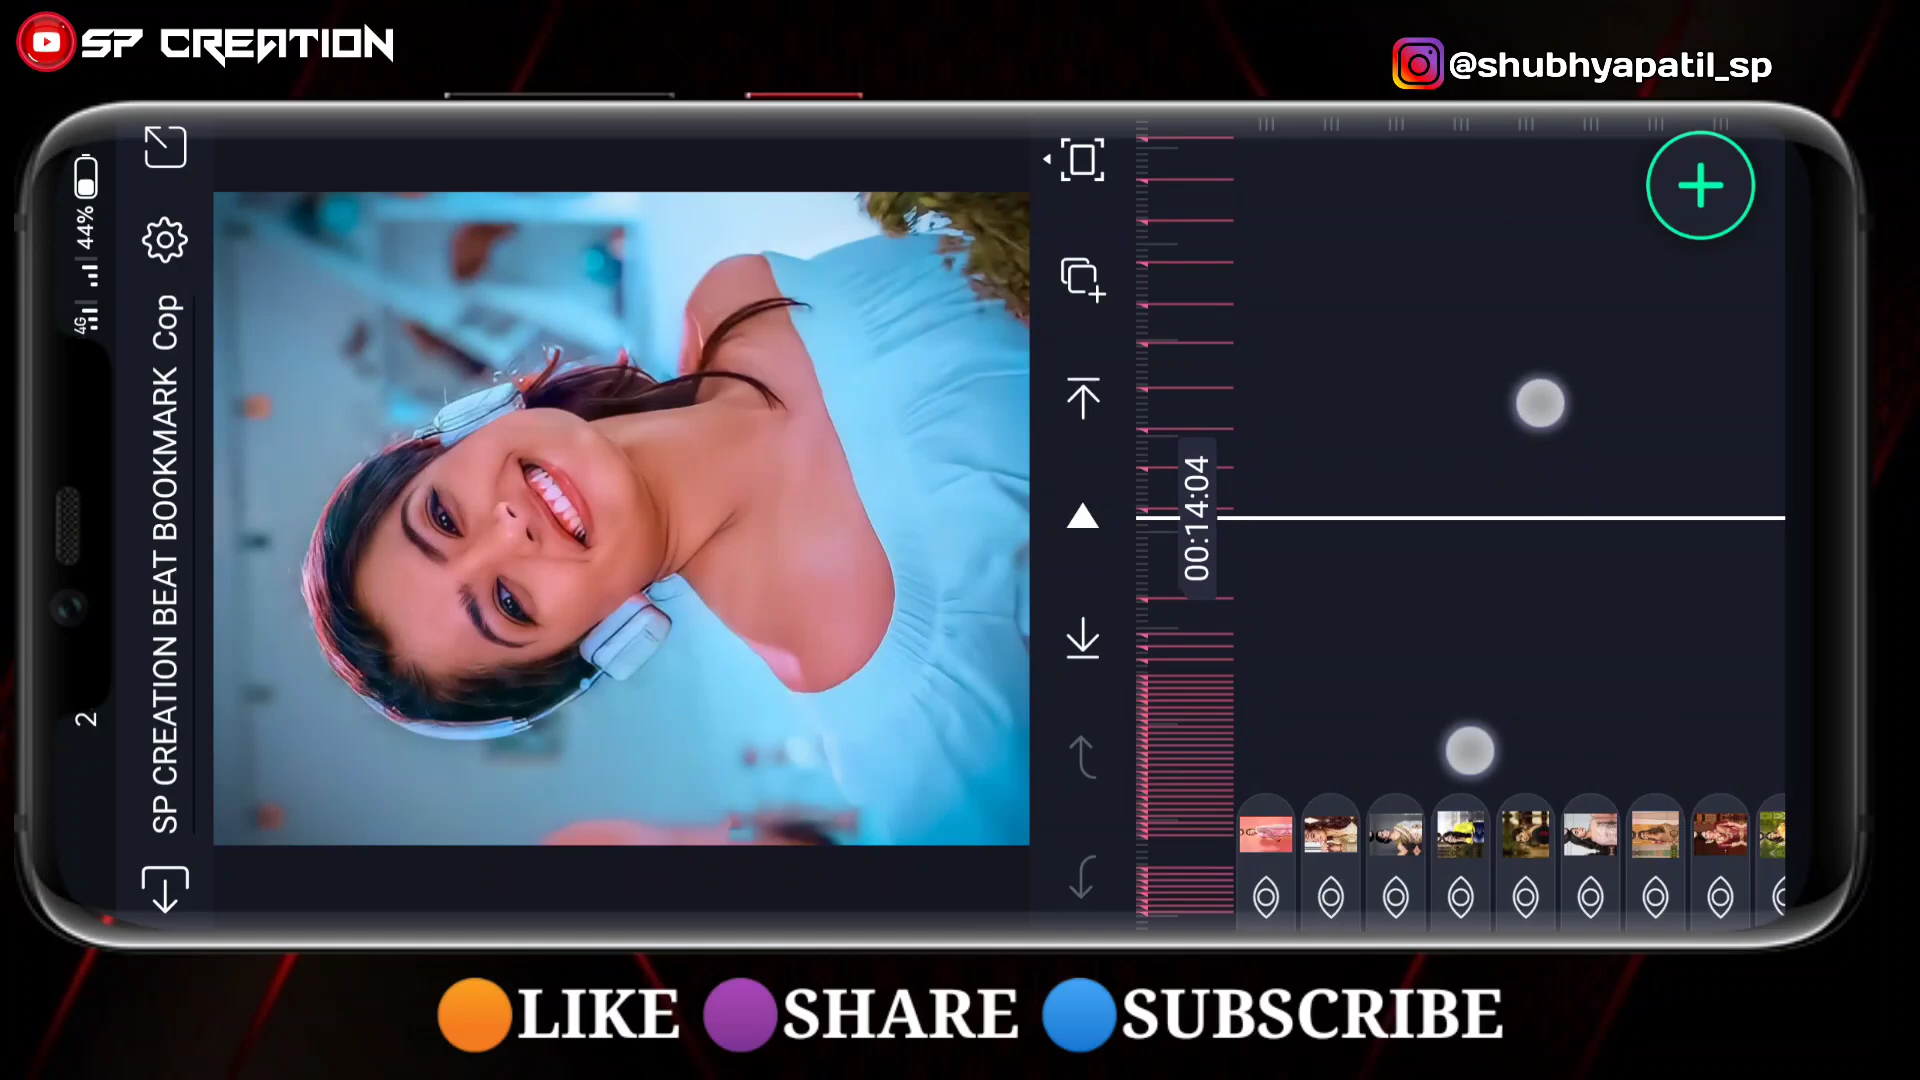 SP CREATION
@shubhyapatil_sp
44%
4G
2
SP CREATION BEAT BOOKMARK Cop
00:14:04
LIKE SHARE SUBSCRIBE